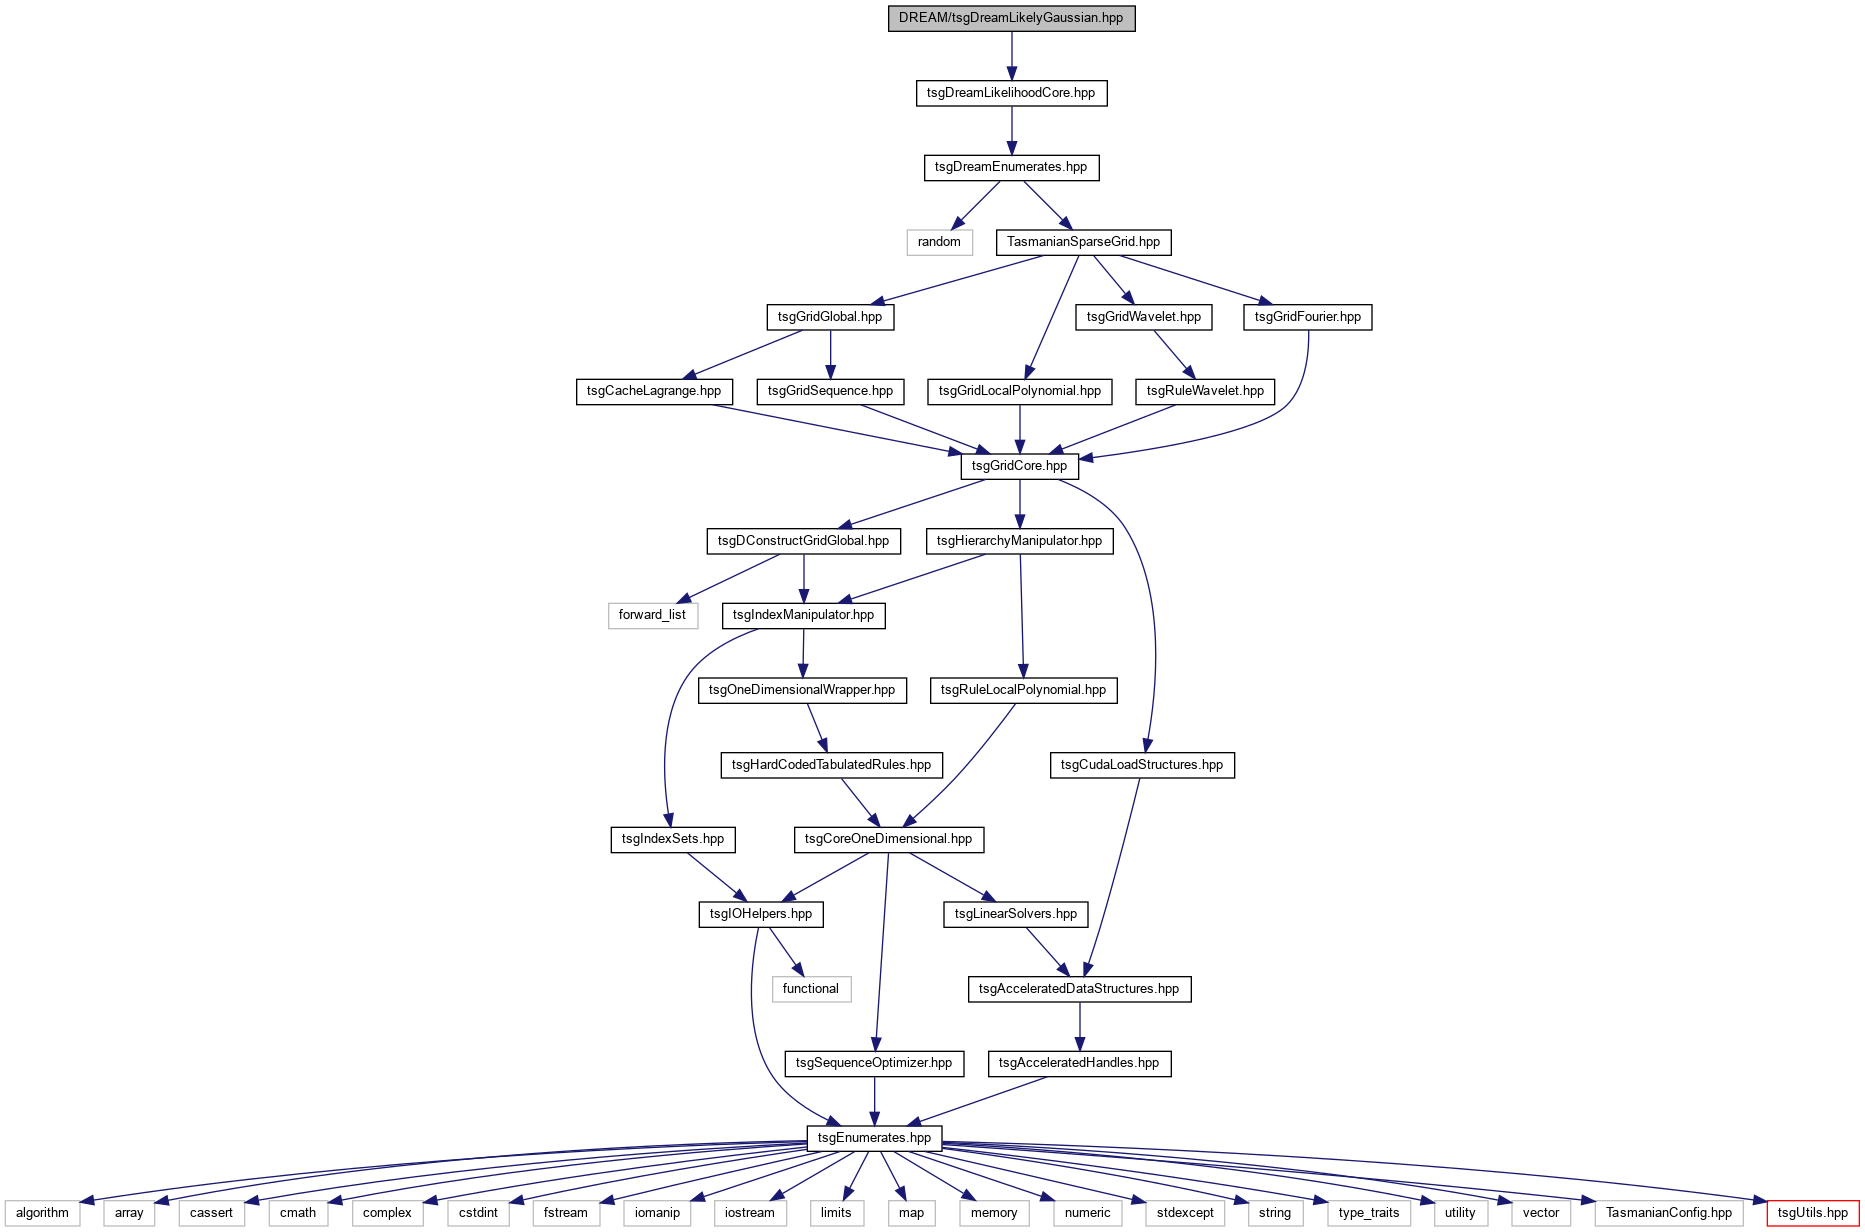 DREAM/tsgDreamLikelyGaussian.hpp
tsgDreamLikelihoodCore.hpp
tsgDreamEnumerates.hpp
random
TasmanianSparseGrid.hpp
tsgGridGlobal.hpp
tsgGridWavelet.hpp
tsgGridFourier.hpp
tsgCacheLagrange.hpp
tsgGridSequence.hpp
tsgGridLocalPolynomial.hpp
tsgRuleWavelet.hpp
tsgGridCore.hpp
tsgDConstructGridGlobal.hpp
tsgHierarchyManipulator.hpp
forward_list
tsgIndexManipulator.hpp
tsgOneDimensionalWrapper.hpp
tsgRuleLocalPolynomial.hpp
tsgHardCodedTabulatedRules.hpp
tsgCudaLoadStructures.hpp
tsgIndexSets.hpp
tsgCoreOneDimensional.hpp
tsgIOHelpers.hpp
tsgLinearSolvers.hpp
functional
tsgAcceleratedDataStructures.hpp
tsgSequenceOptimizer.hpp
tsgAcceleratedHandles.hpp
tsgEnumerates.hpp
algorithm
array
cassert
cmath
complex
cstdint
fstream
iomanip
iostream
limits
map
memory
numeric
stdexcept
string
type_traits
utility
vector
TasmanianConfig.hpp
tsgUtils.hpp